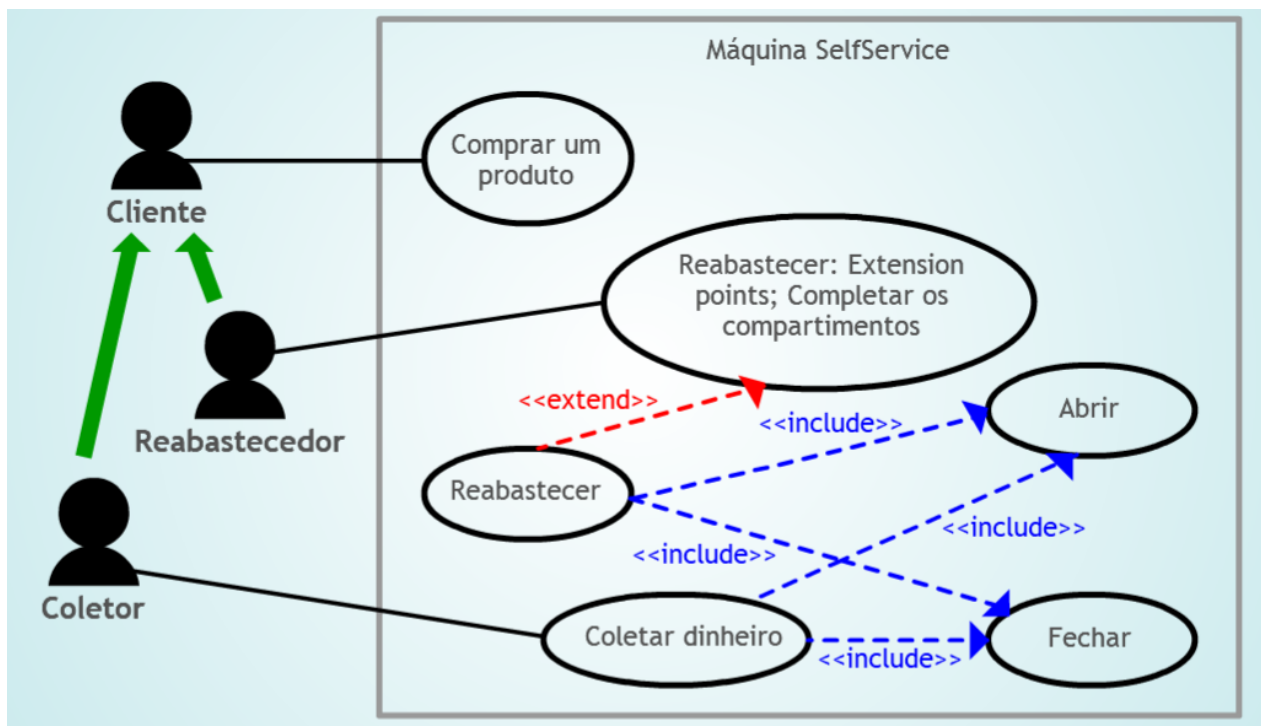 Máquina SelfService
Comprar um
produto
Cliente
Reabastecer: Extension
points; Completar os
compartimentos
<<extend>>
<<include>>
Abrir
Reabastecedor
Reabastecer
<<include>>
<<include>>
Coletor
Coletar dinheiro
<<include>>
Fechar